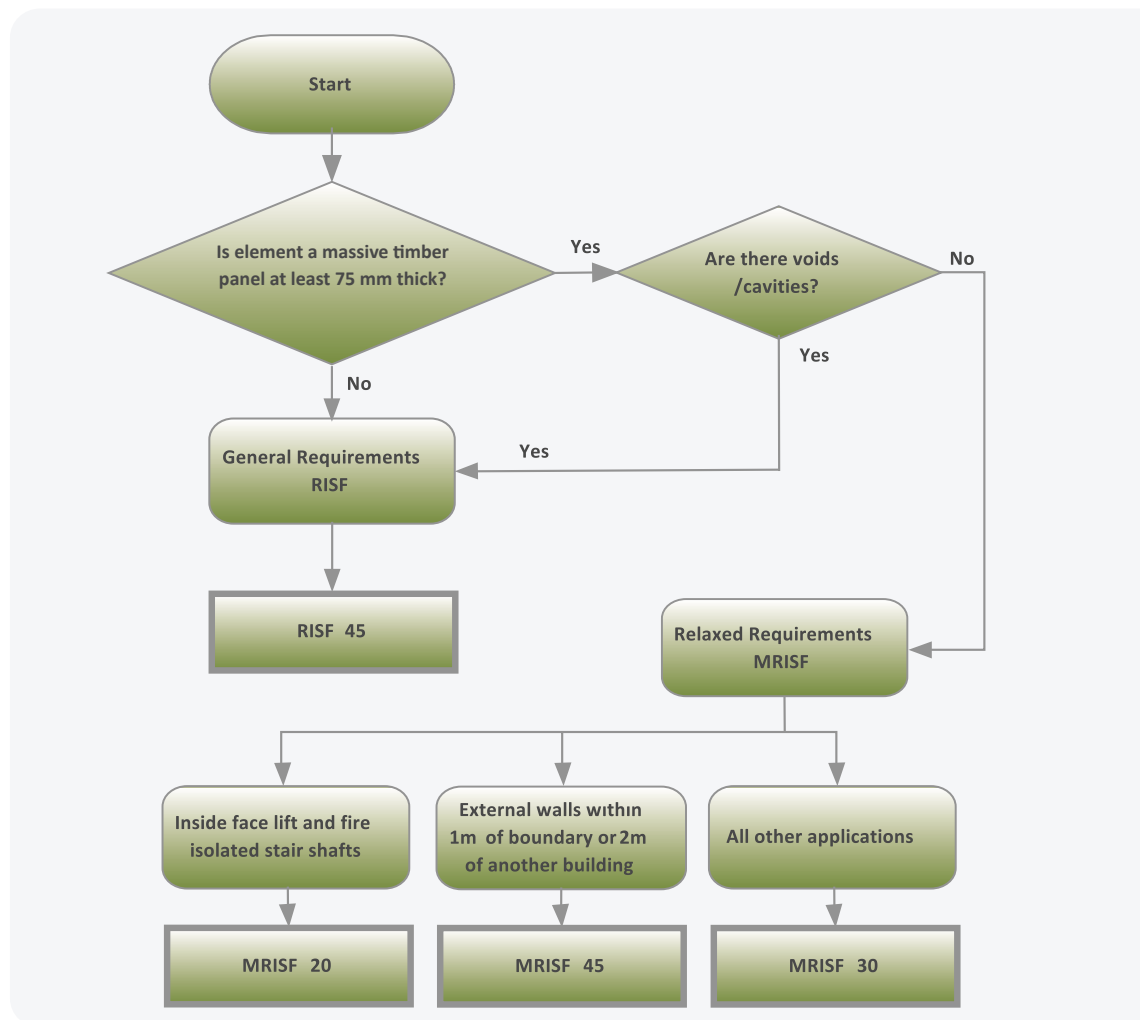 Start
Is element a massive timber
panel at least 75 mm thick?
Yes
Are there voids
/cavities?
No
Yes
No
General Requirements
RISF
Yes
RISF 45
Relaxed Requirements
MRISF
Inside face lift and fire
isolated stair shafts
External walls within
1m of boundary or 2m
of another building
All other applications
MRISF 20
MRISF 45
MRISF 30